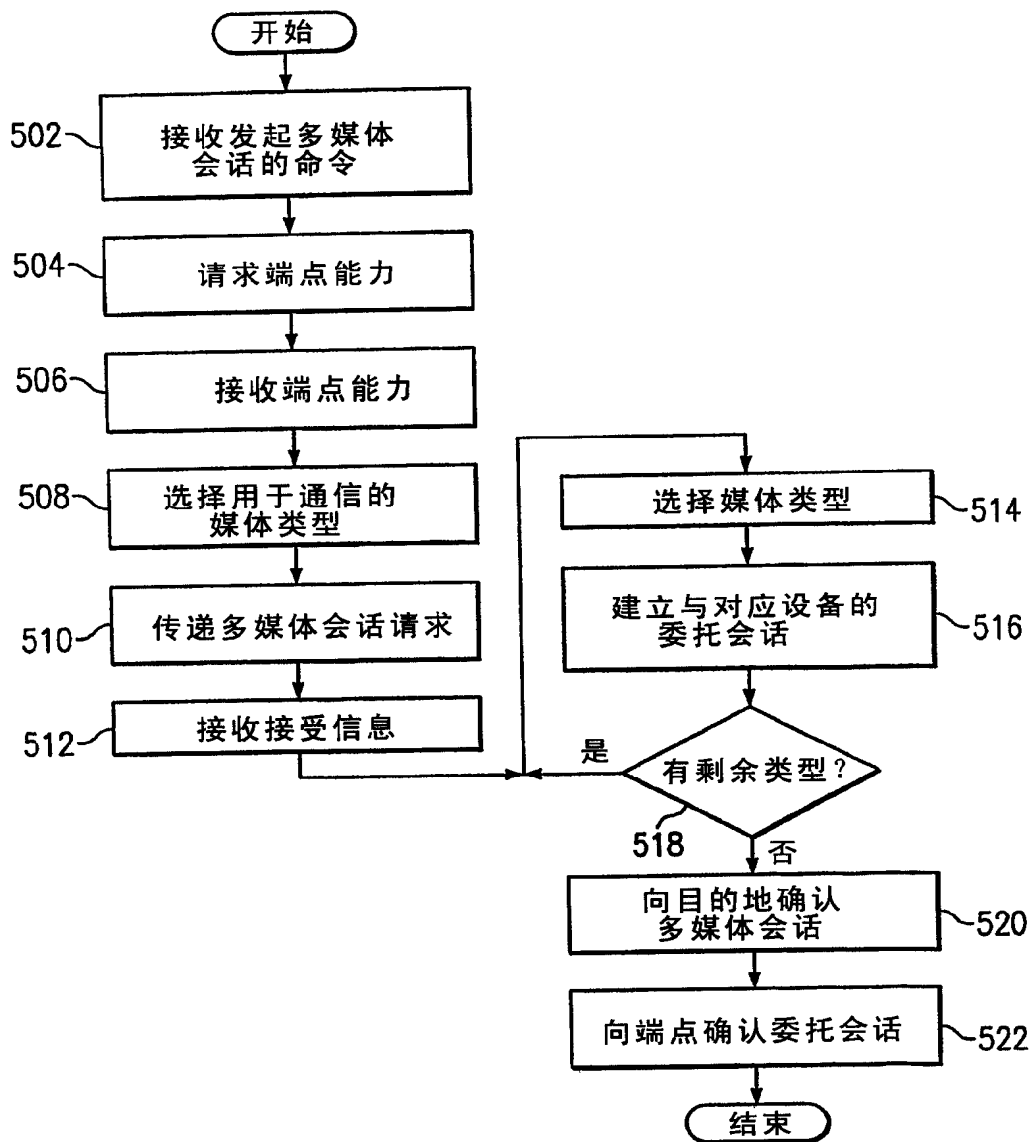 开始
502
接收发起多媒体
会话的命令
504
请求端点能力
506
接收端点能力
508
选择用于通信的
媒体类型
510
传递多媒体会话请求
512
接收接受信息
选择媒体类型
514
建立与对应设备的
委托会话
516
是
有剩余类型？
518
否
向目的地确认
多媒体会话
520
向端点确认委托会话
522
结束